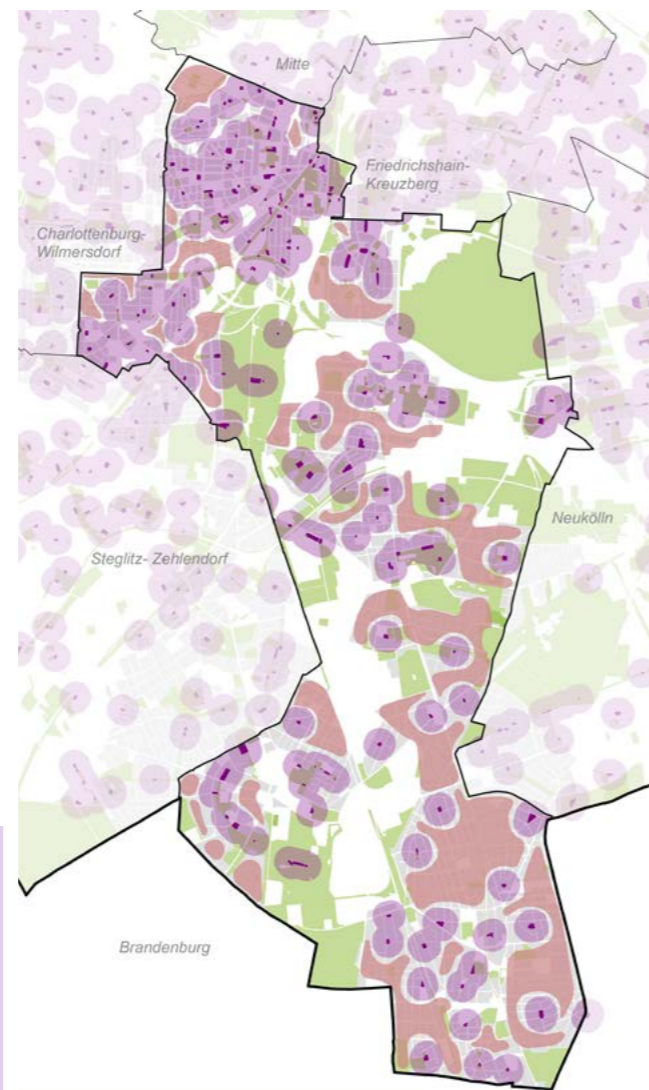 Mitte
Friedrichshain-
Kreuzberg
Charlottenburg-
Wilmersdorf
Neukölln
Steglitz- Zehlendorf
Brandenburg